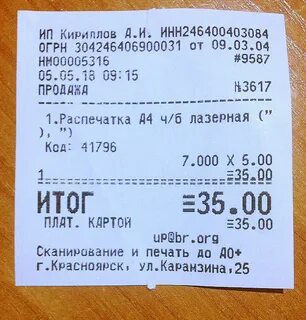 ИП Кириллов А.И. ИНН246400403084
ОГРН 304246406900031 от 09.03.04
НМ00005316 #9587
05.05.18 09:15
ПРОДАЖА №3617
1.Распечатка А4 ч/б лазерная ("
), ")
Код: 41796
7.000 X 5.00
1 ≡35.00
ИТОГ ≡35.00
ПЛАТ. КАРТОЙ ≡35.00
up@br.org
Сканирование и печать до А0+
г.Красноярск, ул.Карамзина,25